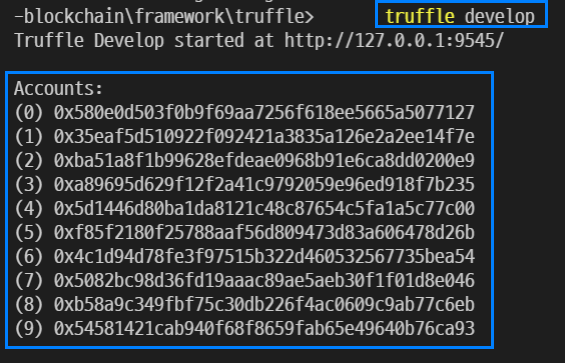 -blockchain\framework\truffle> truffle develop
Truffle Develop started at http://127.0.0.1:9545/
Accounts:
(0) 0x580e0d503f0b9f69aa7256f618ee5665a5077127
(1) 0x35eaf5d510922f092421a3835a126e2a2ee14f7e
(2) 0xba51a8f1b99628efdeae0968b91e6ca8dd0200e9
(3) 0xa89695d629f12f2a41c9792059e96ed918f7b235
(4) 0x5d1446d80ba1da8121c48c87654c5fa1a5c77c00
(5) 0xf85f2180f25788aaf56d809473d83a606478d26b
(6) 0x4c1d94d78fe3f97515b322d460532567735bea54
(7) 0x5082bc98d36fd19aaac89ae5aeb30f1f01d8e046
(8) 0xb58a9c349fbf75c30db226f4ac0609c9ab77c6eb
(9) 0x54581421cab940f68f8659fab65e49640b76ca93